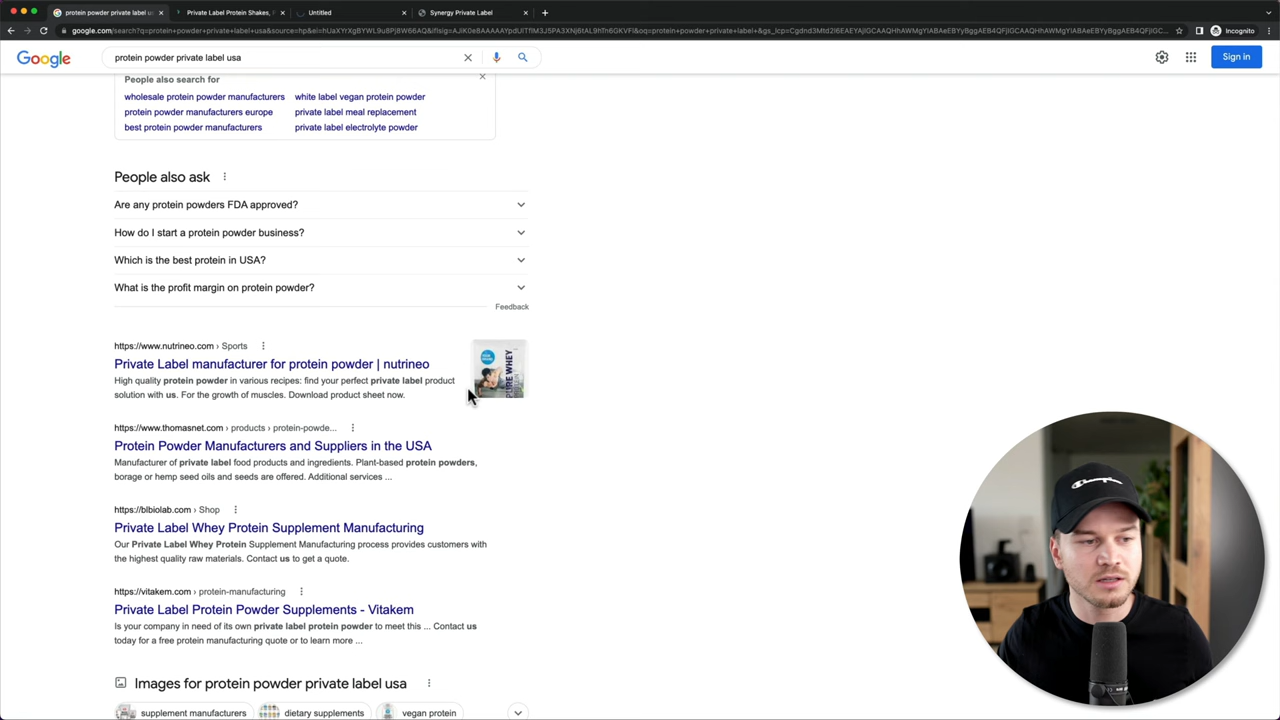 protein powder private label us
Private Label Protein Shakes, F
Untitled
Synergy Private Label
Incognito
Google
protein powder private label usa
Sign in
People also search for
wholesale protein powder manufacturers
white label vegan protein powder
protein powder manufacturers europe
private label meal replacement
best protein powder manufacturers
private label electrolyte powder
People also ask
Are any protein powders FDA approved?
How do I start a protein powder business?
Which is the best protein in USA?
What is the profit margin on protein powder?
Feedback
https://www.nutrineo.com › Sports
Private Label manufacturer for protein powder | nutrineo
High quality protein powder in various recipes: find your perfect private label product
solution with us. For the growth of muscles. Download product sheet now.
PURE WHEY
https://www.thomasnet.com › products › protein-powde...
Protein Powder Manufacturers and Suppliers in the USA
Manufacturer of private label food products and ingredients. Plant-based protein powders,
borage or hemp seed oils and seeds are offered. Additional services ...
https://blbiolab.com › Shop
Private Label Whey Protein Supplement Manufacturing
Our Private Label Whey Protein Supplement Manufacturing process provides customers with
the highest quality raw materials. Contact us to get a quote.
https://vitakem.com › protein-manufacturing
Private Label Protein Powder Supplements - Vitakem
Is your company in need of its own private label protein powder to meet this ... Contact us
today for a free protein manufacturing quote or to learn more ...
Images for protein powder private label usa
supplement manufacturers
dietary supplements
vegan protein
Champion